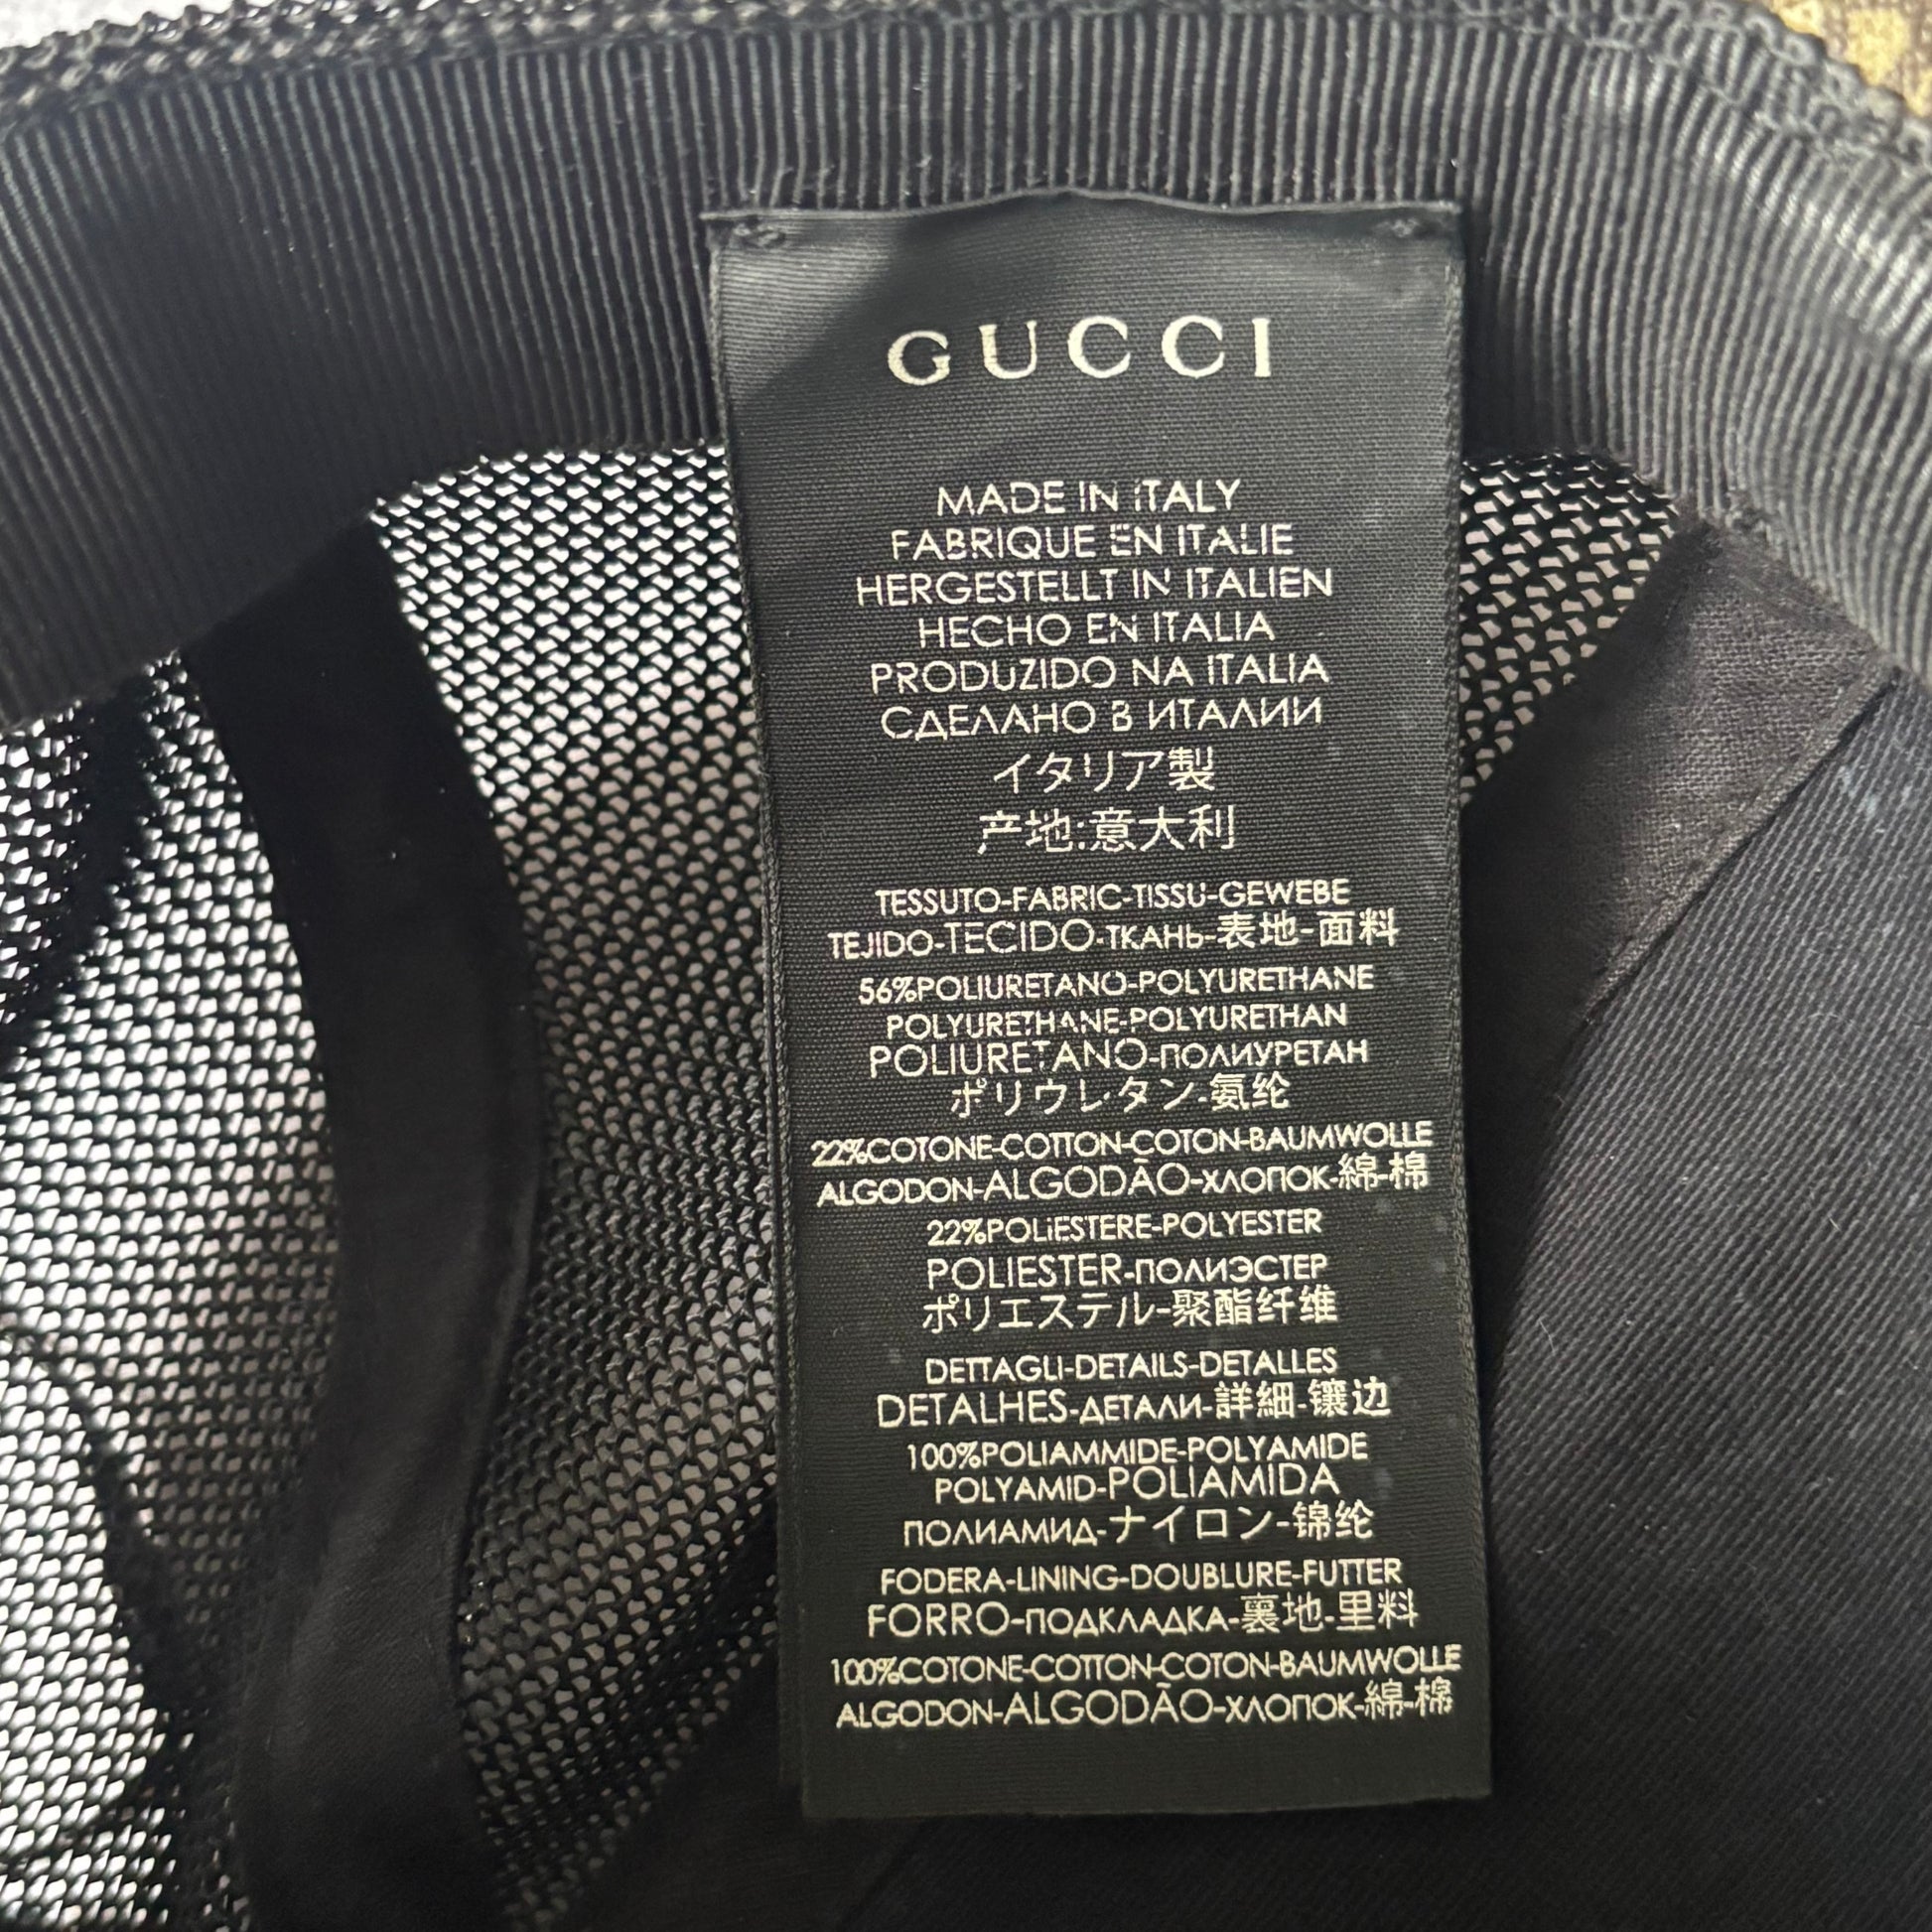 GUCCI
MADE IN ITALY
FABRIQUE EN ITALIE
HERGESTELLT IN ITALIEN
HECHO EN ITALIA
PRODUZIDO NA ITALIA
СДЕЛАНО В ИТАЛИИ
イタリア製
产地:意大利
TESSUTO-FABRIC-TISSU-GEWEBE
TEJIDO-TECIDO-ТКАНЬ-表地-面料
56%POLIURETANO-POLYURETHANE
POLYURETHANE-POLYURETHAN
POLIURETANO-ПОЛИУРЕТАН
ポリウレタン-氨纶
22%COTONE-COTTON-COTON-BAUMWOLLE
ALGODON-ALGODÃO-ХЛОПОК-綿-棉
22%POLIESTERE-POLYESTER
POLIESTER-ПОЛИЭСТЕР
ポリエステル-聚酯纤维
DETTAGLI-DETAILS-DETALLES
DETALHES-ДЕТАЛИ-詳細-镶边
100%POLIAMMIDE-POLYAMIDE
POLYAMID-POLIAMIDA
ПОЛИАМИД-ナイロン-锦纶
FODERA-LINING-DOUBLURE-FUTTER
FORRO-ПОДКЛАДКА-裏地-里料
100%COTONE-COTTON-COTON-BAUMWOLLE
ALGODON-ALGODÃO-ХЛОПОК-綿-棉